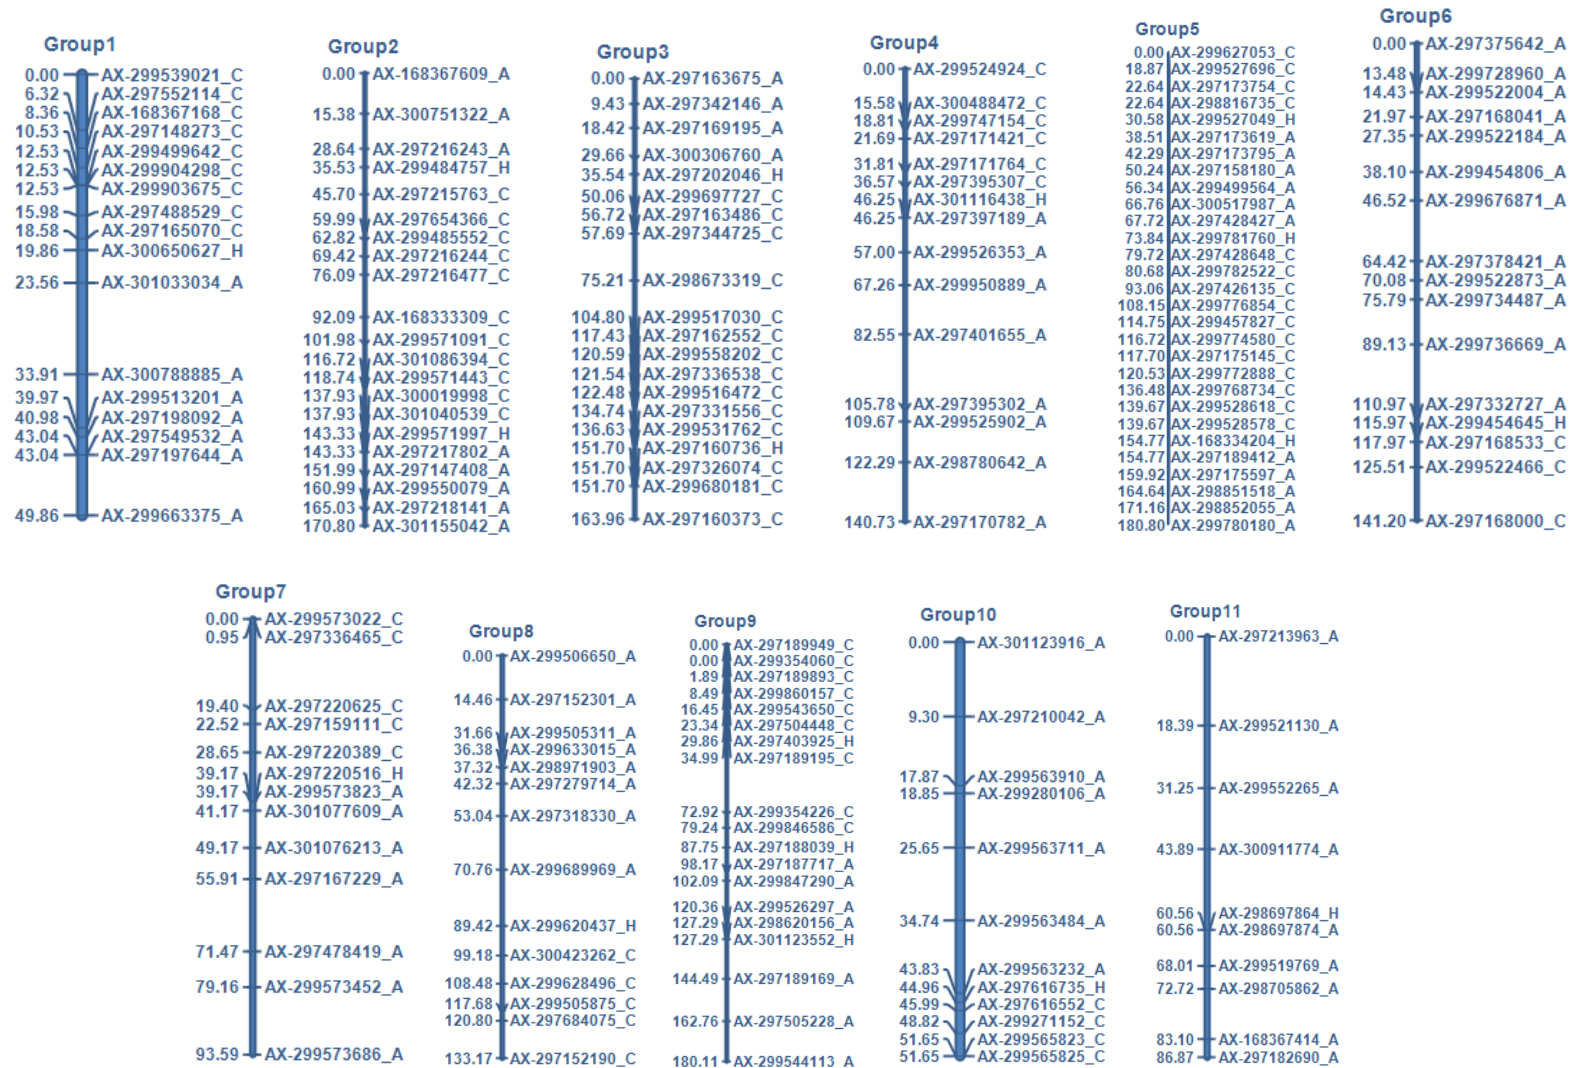 Group1
0.00 AX-299539021_C
6.32 AX-297552114_C
8.36 AX-168367168_C
10.53 AX-297148273_C
12.53 AX-299499642_C
12.53 AX-299904298_C
12.53 AX-299903675_C
15.98 AX-297488529_C
18.58 AX-297165070_C
19.86 AX-300650627_H
23.56 AX-301033034_A
33.91 AX-300788885_A
39.97 AX-299513201_A
40.98 AX-297198092_A
43.04 AX-297549532_A
43.04 AX-297197644_A
49.86 AX-299663375_A
Group2
0.00 AX-168367609_A
15.38 AX-300751322_A
28.64 AX-297216243_A
35.53 AX-299484757_H
45.70 AX-297215763_C
59.99 AX-297654366_C
62.82 AX-299485552_C
69.42 AX-297216244_C
76.09 AX-297216477_C
92.09 AX-168333309_C
101.98 AX-299571091_C
116.72 AX-301086394_C
118.74 AX-299571443_C
137.93 AX-300019998_C
137.93 AX-301040539_C
143.33 AX-299571997_H
143.33 AX-297217802_A
151.99 AX-297147408_A
160.99 AX-299550079_A
165.03 AX-297218141_A
170.80 AX-301155042_A
Group3
0.00 AX-297163675_A
9.43 AX-297342146_A
18.42 AX-297169195_A
29.66 AX-300306760_A
35.54 AX-297202046_H
50.06 AX-299697727_C
56.72 AX-297163486_C
57.69 AX-297344725_C
75.21 AX-298673319_C
104.80 AX-299517030_C
117.43 AX-297162552_C
120.59 AX-299558202_C
121.54 AX-297336538_C
122.48 AX-299516472_C
134.74 AX-297331556_C
136.63 AX-299531762_C
151.70 AX-297160736_H
151.70 AX-297326074_C
151.70 AX-299680181_C
163.96 AX-297160373_C
Group4
0.00 AX-299524924_C
15.58 AX-300488472_C
18.81 AX-299747154_C
21.69 AX-297171421_C
31.81 AX-297171764_C
36.57 AX-297395307_C
46.25 AX-301116438_H
46.25 AX-297397189_A
57.00 AX-299526353_A
67.26 AX-299950889_A
82.55 AX-297401655_A
105.78 AX-297395302_A
109.67 AX-299525902_A
122.29 AX-298780642_A
140.73 AX-297170782_A
Group5
0.00 AX-299627053_C
18.87 AX-299527696_C
22.64 AX-297173754_C
22.64 AX-298816735_C
30.58 AX-299527049_H
38.51 AX-297173619_A
42.29 AX-297173795_A
50.24 AX-297158180_A
56.34 AX-299499564_A
66.76 AX-300517987_A
67.72 AX-297428427_A
73.84 AX-299781760_H
79.72 AX-297428648_C
80.68 AX-299782522_C
93.06 AX-297426135_C
108.15 AX-299776854_C
114.75 AX-299457827_C
116.72 AX-299774580_C
117.70 AX-297175145_C
120.53 AX-299772888_C
136.48 AX-299768734_C
139.67 AX-299528618_C
139.67 AX-299528578_C
154.77 AX-168334204_H
154.77 AX-297189412_A
159.92 AX-297175597_A
164.64 AX-298851518_A
171.16 AX-298852055_A
180.80 AX-299780180_A
Group6
0.00 AX-297375642_A
13.48 AX-299728960_A
14.43 AX-299522004_A
21.97 AX-297168041_A
27.35 AX-299522184_A
38.10 AX-299454806_A
46.52 AX-299676871_A
64.42 AX-297378421_A
70.08 AX-299522873_A
75.79 AX-299734487_A
89.13 AX-299736669_A
110.97 AX-297332727_A
115.97 AX-299454645_H
117.97 AX-297168533_C
125.51 AX-299522466_C
141.20 AX-297168000_C
Group7
0.00 AX-299573022_C
0.95 AX-297336465_C
19.40 AX-297220625_C
22.52 AX-297159111_C
28.65 AX-297220389_C
39.17 AX-297220516_H
39.17 AX-299573823_A
41.17 AX-301077609_A
49.17 AX-301076213_A
55.91 AX-297167229_A
71.47 AX-297478419_A
79.16 AX-299573452_A
93.59 AX-299573686_A
Group8
0.00 AX-299506650_A
14.46 AX-297152301_A
31.66 AX-299505311_A
36.38 AX-299633015_A
37.32 AX-298971903_A
42.32 AX-297279714_A
53.04 AX-297318330_A
70.76 AX-299689969_A
89.42 AX-299620437_H
99.18 AX-300423262_C
108.48 AX-299628496_C
117.68 AX-299505875_C
120.80 AX-297684075_C
133.17 AX-297152190_C
Group9
0.00 AX-297189949_C
0.00 AX-299354060_C
1.89 AX-297189893_C
8.49 AX-299860157_C
16.45 AX-299543650_C
23.34 AX-297504448_C
29.86 AX-297403925_H
34.99 AX-297189195_C
72.92 AX-299354226_C
79.24 AX-299846586_C
87.75 AX-297188039_H
98.17 AX-297187717_A
102.09 AX-299847290_A
120.36 AX-299526297_A
127.29 AX-298620156_A
127.29 AX-301123552_H
144.49 AX-297189169_A
162.76 AX-297505228_A
180.11 AX-299544113_A
Group10
0.00 AX-301123916_A
9.30 AX-297210042_A
17.87 AX-299563910_A
18.85 AX-299280106_A
25.65 AX-299563711_A
34.74 AX-299563484_A
43.83 AX-299563232_A
44.96 AX-297616735_H
45.99 AX-297616552_C
48.82 AX-299271152_C
51.65 AX-299565823_C
51.65 AX-299565825_C
Group11
0.00 AX-297213963_A
18.39 AX-299521130_A
31.25 AX-299552265_A
43.89 AX-300911774_A
60.56 AX-298697864_H
60.56 AX-298697874_A
68.01 AX-299519769_A
72.72 AX-298705862_A
83.10 AX-168367414_A
86.87 AX-297182690_A